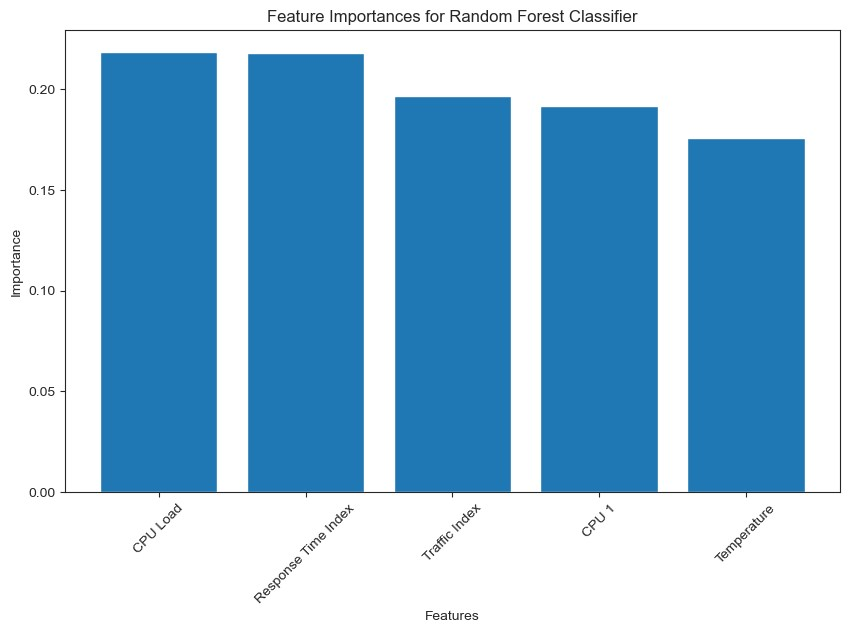 Feature Importances for Random Forest Classifier
Importance
0.20
0.15
0.10
0.05
0.00
CPU Load
Response Time Index
Traffic Index
CPU 1
Temperature
Features